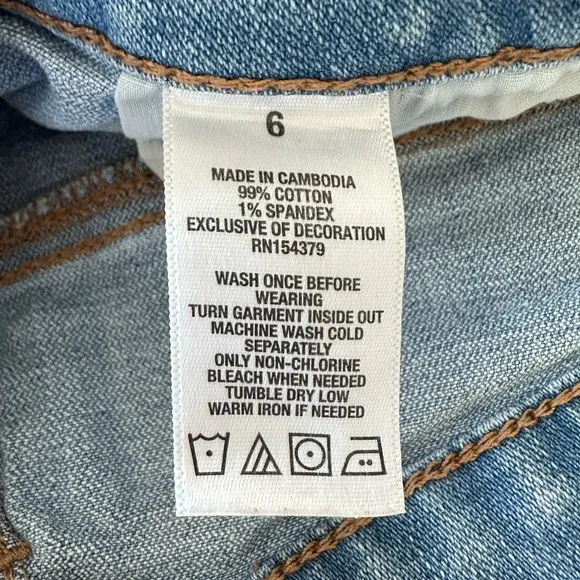 6
MADE IN CAMBODIA
99% COTTON
1% SPANDEX
EXCLUSIVE OF DECORATION
RN154379
WASH ONCE BEFORE
WEARING
TURN GARMENT INSIDE OUT
MACHINE WASH COLD
SEPARATELY
ONLY NON-CHLORINE
BLEACH WHEN NEEDED
TUMBLE DRY LOW
WARM IRON IF NEEDED